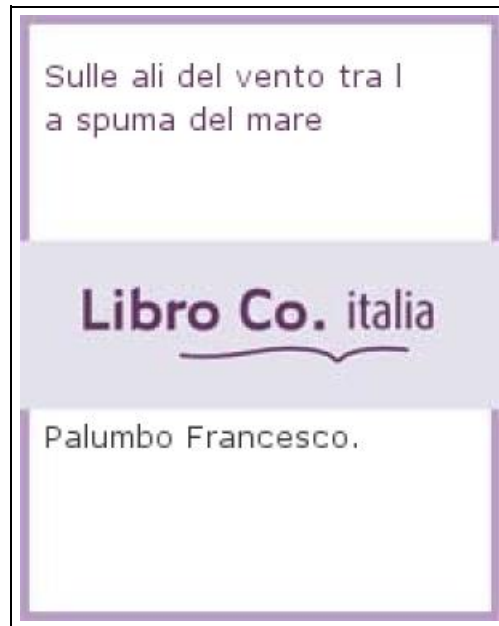 Sulle ali del vento tra l
a spuma del mare
Libro Co. italia
Palumbo Francesco.